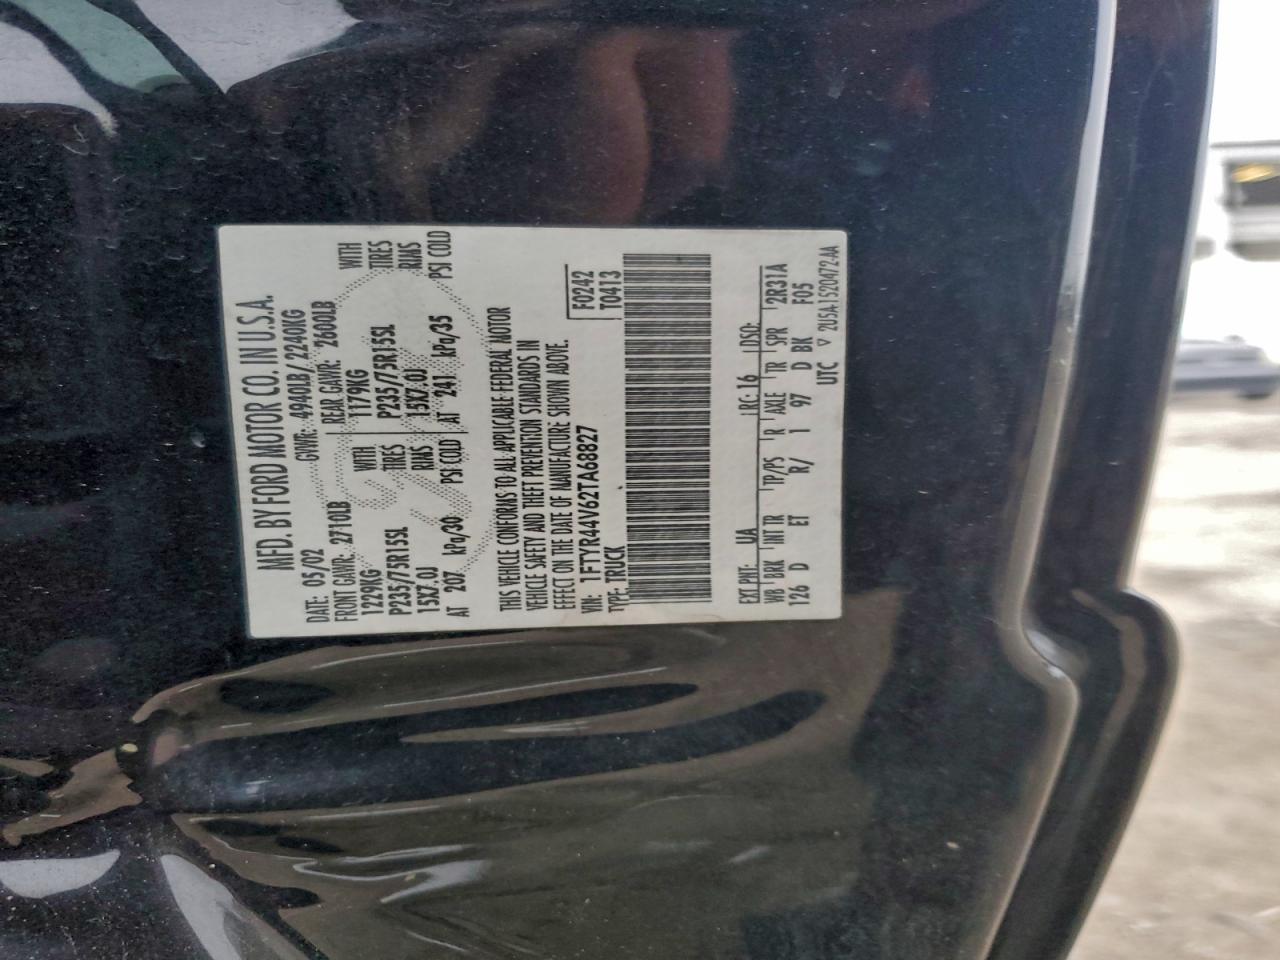 MFD. BY FORD MOTOR CO. IN U.S.A.
DATE: 05/02 GVWR: 4940LB/ 2240KG
FRONT GAWR: 2710LB REAR GAWR: 2600LB
1229KG WITH 1179KG WITH
P235/75R15SL TIRES P235/75R15SL TIRES
15X7.0J RIMS 15X7.0J RIMS
AT 207 kPa/30 PSI COLD AT 241 kPa/35 PSI COLD
THIS VEHICLE CONFORMS TO ALL APPLICABLE FEDERAL MOTOR
VEHICLE SAFETY AND THEFT PREVENTION STANDARDS IN
EFFECT ON THE DATE OF MANUFACTURE SHOWN ABOVE.
VIN: 1FTYR44V62TA68827 F0242
TYPE: TRUCK T0413
EXT PNT: UA RC: 16 DSO:
WB BRK INT TR TP/PS R AXLE TR SPR 2R31A
126 D ET R/ 1 97 D BK F05
UTC ▽ 2U5A-1520472-AA